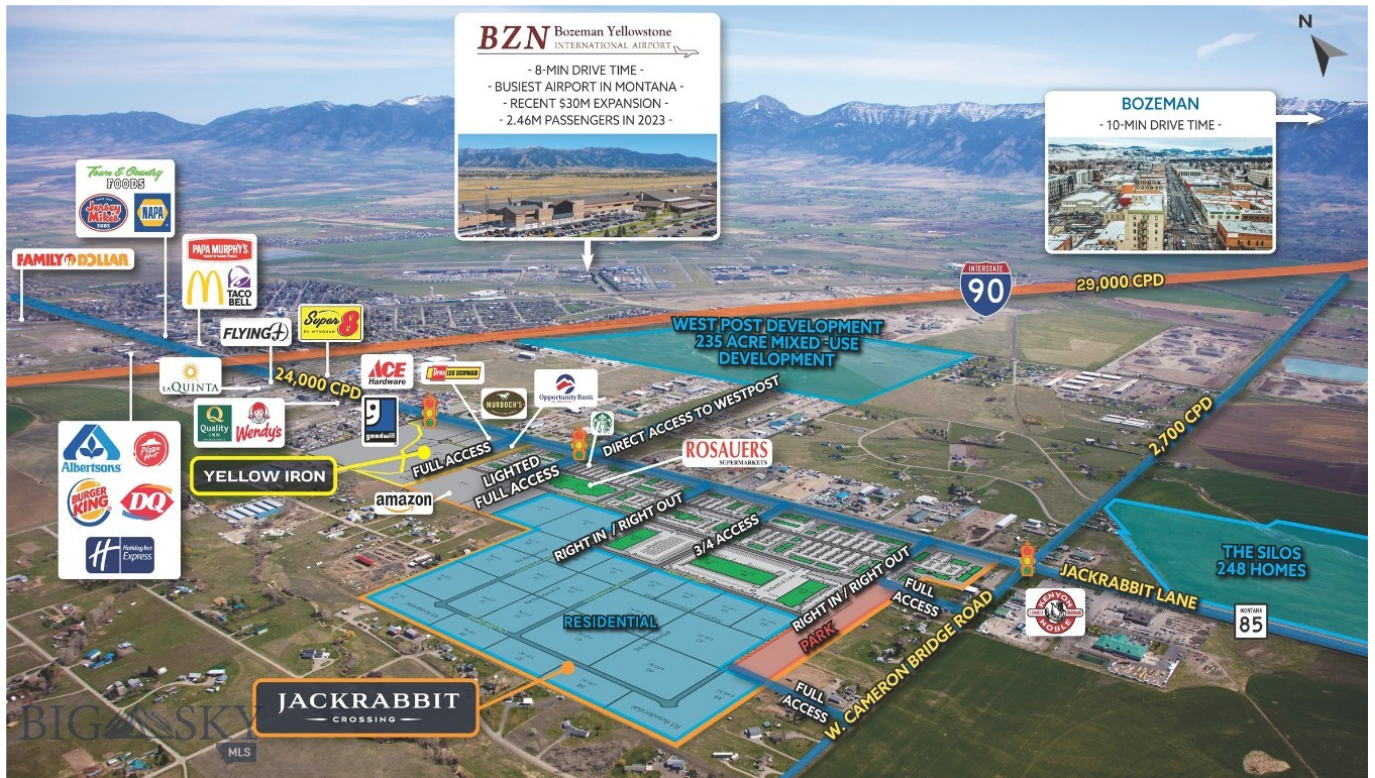 BZN Bozeman Yellowstone
INTERNATIONAL AIRPORT
- 8-MIN DRIVE TIME -
- BUSIEST AIRPORT IN MONTANA -
- RECENT $30M EXPANSION -
- 2.46M PASSENGERS IN 2023 -
N
BOZEMAN
- 10-MIN DRIVE TIME -
Town & Country
FOODS
Jersey
Mike's
SUBS
NAPA
FAMILY DOLLAR
PAPA MURPHY'S
TACO
BELL
FLYING J
Super 8
BY WYNDHAM
INTERSTATE
90
29,000 CPD
WEST POST DEVELOPMENT
235 ACRE MIXED-USE
DEVELOPMENT
LAQUINTA
24,000 CPD
ACE
Hardware
LES SCHWAB
MURDOCH'S
Opportunity Bank
Quality
INN
Wendy's
goodwill
DIRECT ACCESS TO WESTPOST
2,700 CPD
ROSAUERS
SUPERMARKETS
Albertsons
Pizza
Hut
BURGER
KING
DQ
Holiday Inn
Express
YELLOW IRON
FULL ACCESS
LIGHTED
FULL ACCESS
amazon
RIGHT IN / RIGHT OUT
3/4 ACCESS
RIGHT IN / RIGHT OUT
FULL
ACCESS
THE SILOS
248 HOMES
JACKRABBIT LANE
MONTANA
85
KENYON
NOBLE
RESIDENTIAL
PARK
FULL
ACCESS
W. CAMERON BRIDGE ROAD
JACKRABBIT
CROSSING
R3 Residential
BIG SKY
MLS